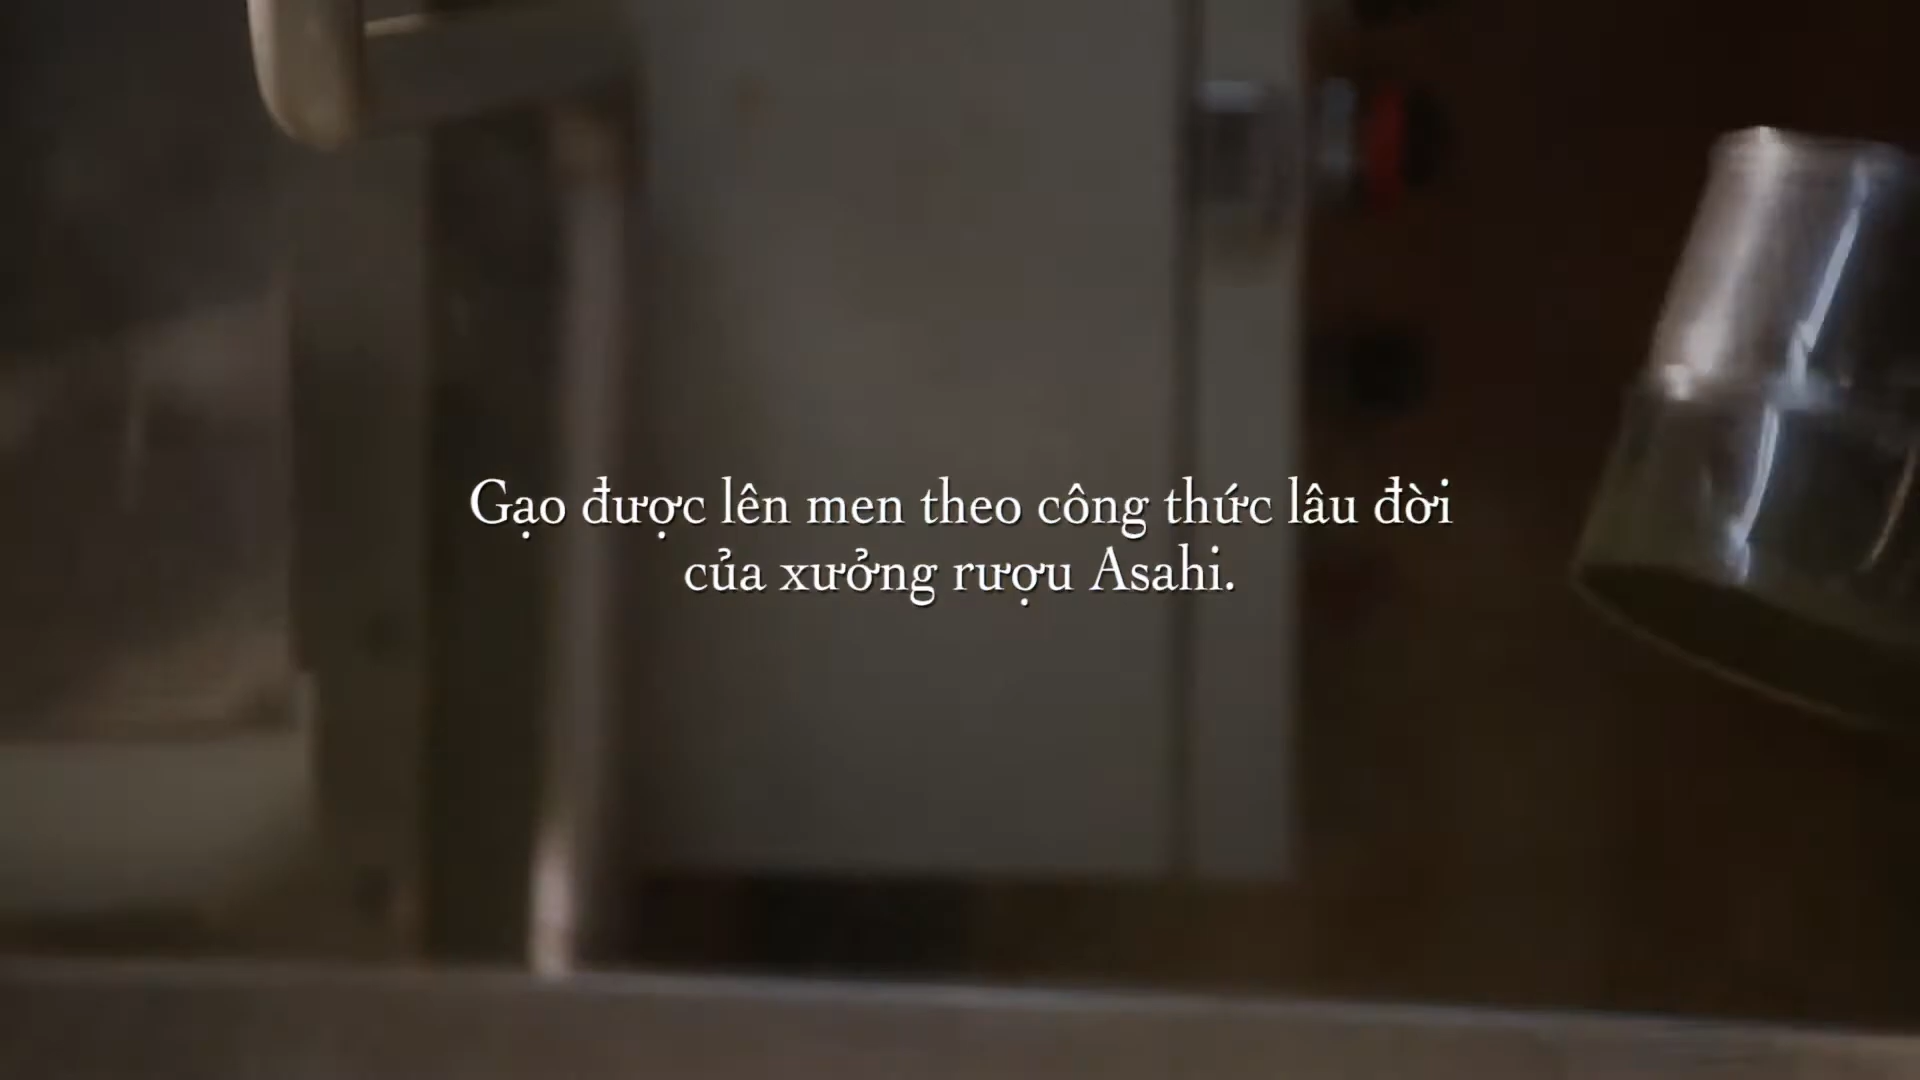 Gạo được lên men theo công thức lâu đời
của xưởng rượu Asahi.